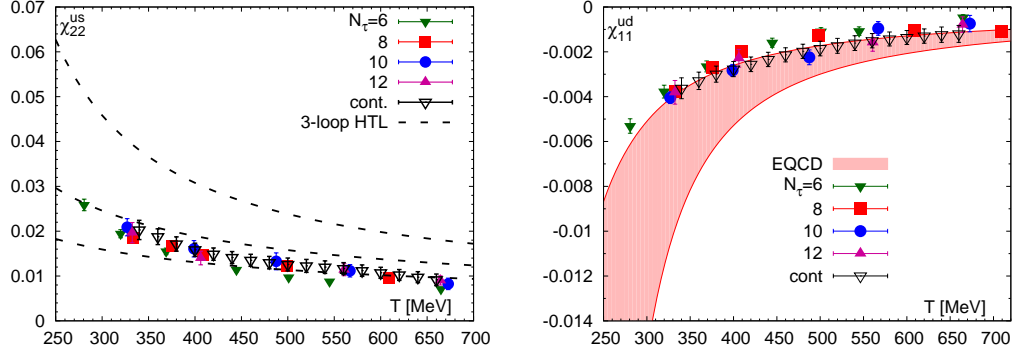 χ₂₂ᵘˢ
N_τ=6
8
10
12
cont.
3-loop HTL
T [MeV]
0
0.01
0.02
0.03
0.04
0.05
0.06
0.07
250 300 350 400 450 500 550 600 650 700
χ₁₁ᵘᵈ
EQCD
N_τ=6
8
10
12
cont
T [MeV]
0
-0.002
-0.004
-0.006
-0.008
-0.01
-0.012
-0.014
250 300 350 400 450 500 550 600 650 700